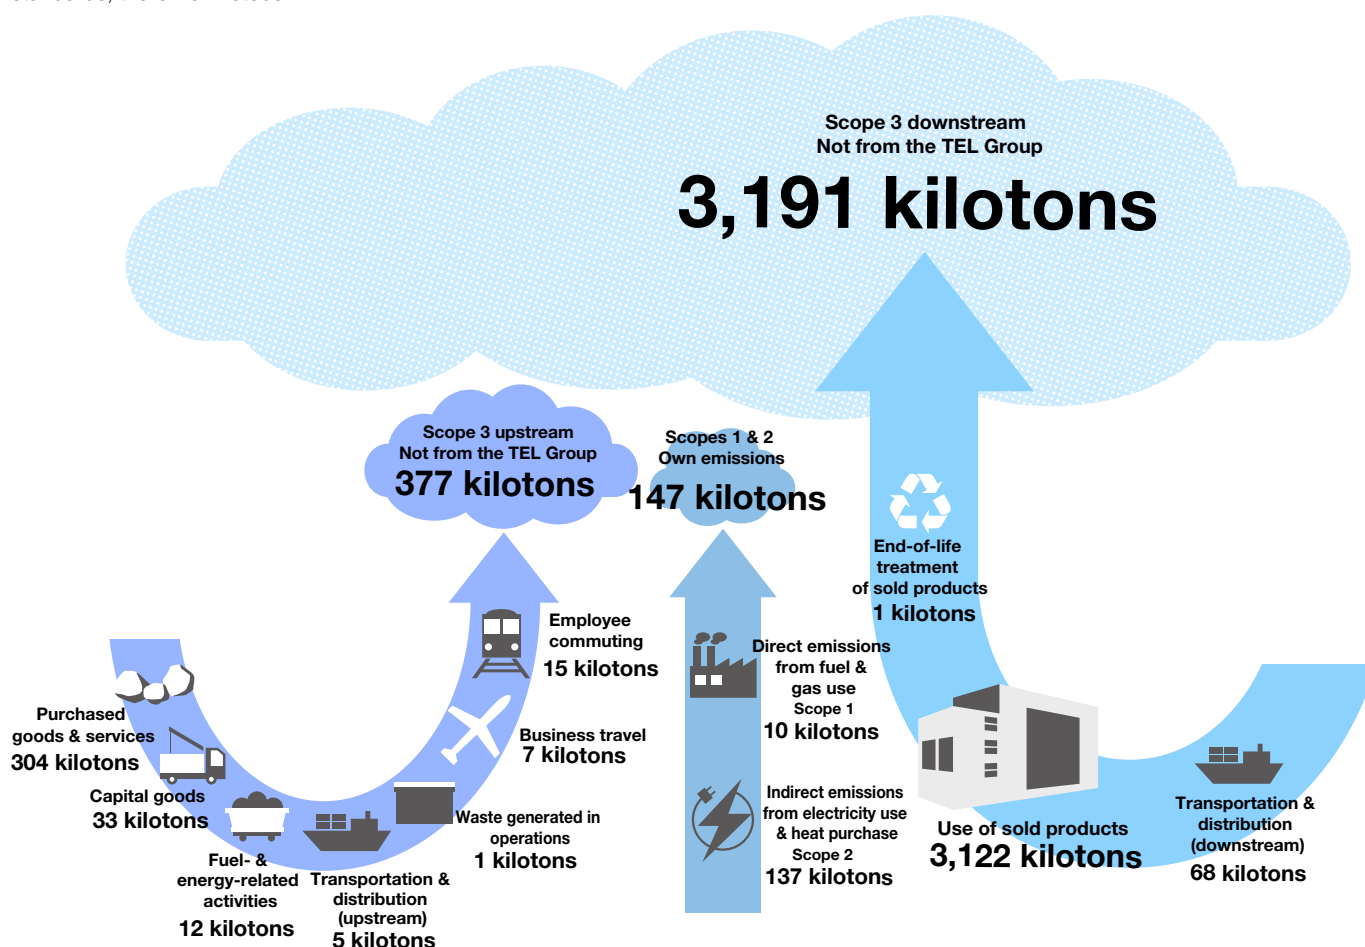 Scope 3 downstream
Not from the TEL Group
3,191 kilotons
Scope 3 upstream
Not from the TEL Group
377 kilotons
Scopes 1 & 2
Own emissions
147 kilotons
Purchased
goods & services
304 kilotons
Capital goods
33 kilotons
Fuel- &
energy-related
activities
12 kilotons
Transportation &
distribution
(upstream)
5 kilotons
Waste generated in
operations
1 kilotons
Business travel
7 kilotons
Employee
commuting
15 kilotons
Direct emissions
from fuel &
gas use
Scope 1
10 kilotons
Indirect emissions
from electricity use
& heat purchase
Scope 2
137 kilotons
End-of-life
treatment
of sold products
1 kilotons
Use of sold products
3,122 kilotons
Transportation &
distribution
(downstream)
68 kilotons